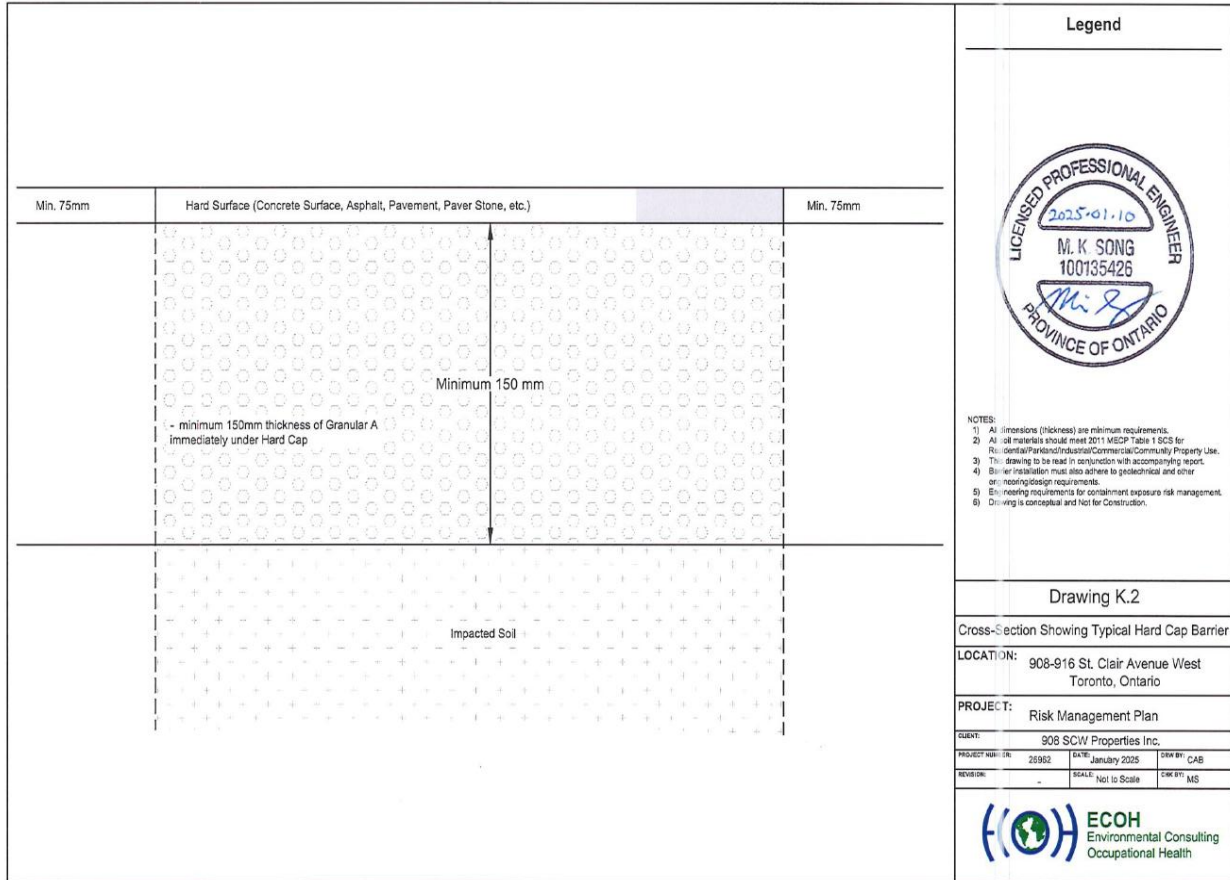 Legend
Min. 75mm
Hard Surface (Concrete Surface, Asphalt, Pavement, Paver Stone, etc.)
Min. 75mm
Minimum 150 mm
- minimum 150mm thickness of Granular A
immediately under Hard Cap
Impacted Soil
LICENSED PROFESSIONAL ENGINEER
2025-01-10
M. K. SONG
100135426
PROVINCE OF ONTARIO
NOTES:
1) All dimensions (thickness) are minimum requirements.
2) All soil materials should meet 2011 MECP Table 1 SCS for
Residential/Parkland/Industrial/Commercial/Community Property Use.
3) This drawing to be read in conjunction with accompanying report.
4) Barrier installation must also adhere to geotechnical and other
engineering/design requirements.
5) Engineering requirements for containment exposure risk management.
6) Drawing is conceptual and Not for Construction.
Drawing K.2
Cross-Section Showing Typical Hard Cap Barrier
LOCATION: 908-916 St. Clair Avenue West
Toronto, Ontario
PROJECT: Risk Management Plan
CLIENT: 908 SCW Properties Inc.
PROJECT NUMBER: 26962 DATE: January 2025 DRW BY: CAB
REVISION: - SCALE: Not to Scale CHK BY: MS
ECOH
Environmental Consulting
Occupational Health